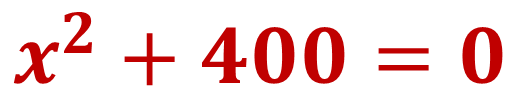 x² + 400 = 0